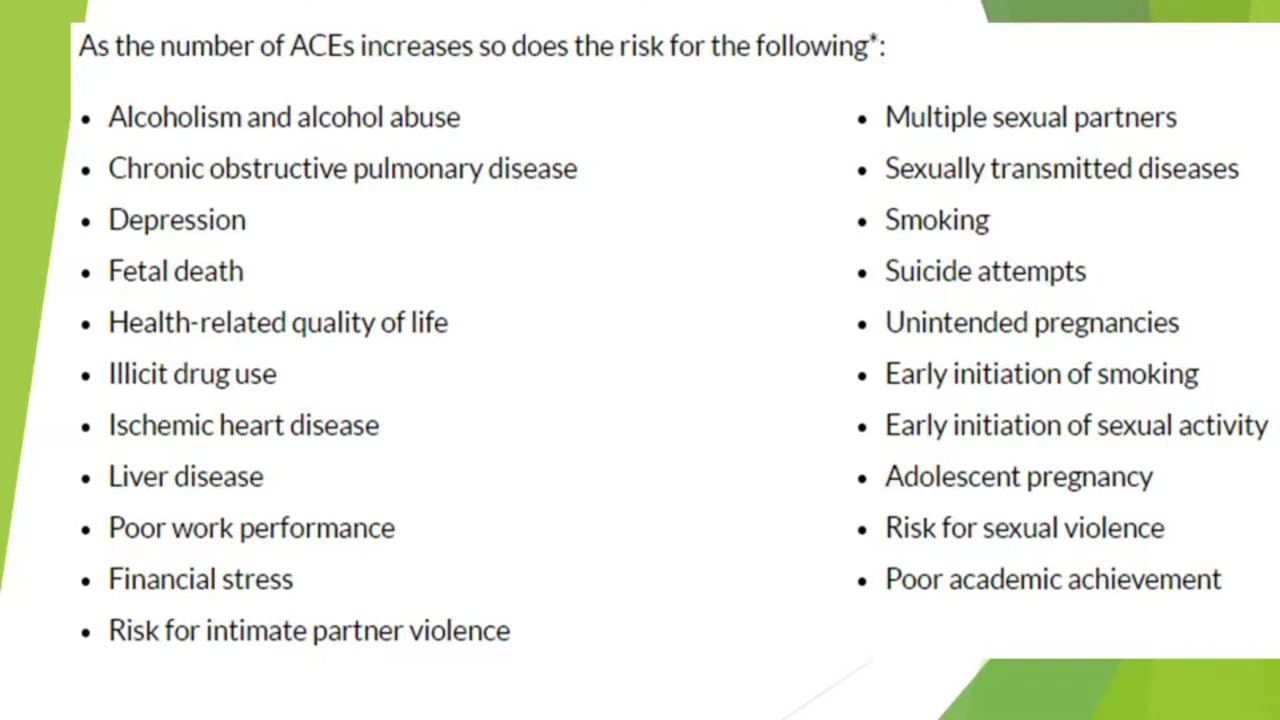 As the number of ACEs increases so does the risk for the following*:
• Alcoholism and alcohol abuse
• Chronic obstructive pulmonary disease
• Depression
• Fetal death
• Health-related quality of life
• Illicit drug use
• Ischemic heart disease
• Liver disease
• Poor work performance
• Financial stress
• Risk for intimate partner violence
• Multiple sexual partners
• Sexually transmitted diseases
• Smoking
• Suicide attempts
• Unintended pregnancies
• Early initiation of smoking
• Early initiation of sexual activity
• Adolescent pregnancy
• Risk for sexual violence
• Poor academic achievement